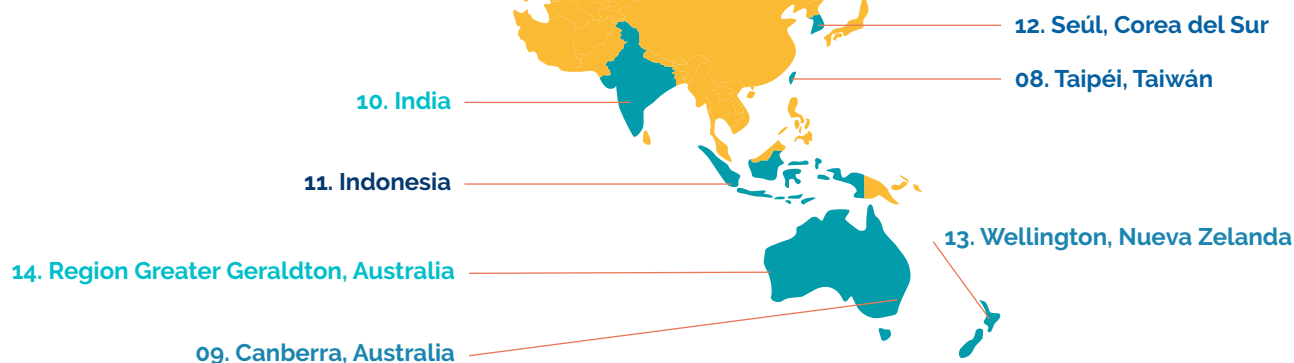 12. Seúl, Corea del Sur
08. Taipéi, Taiwán
10. India
11. Indonesia
13. Wellington, Nueva Zelanda
14. Region Greater Geraldton, Australia
09. Canberra, Australia